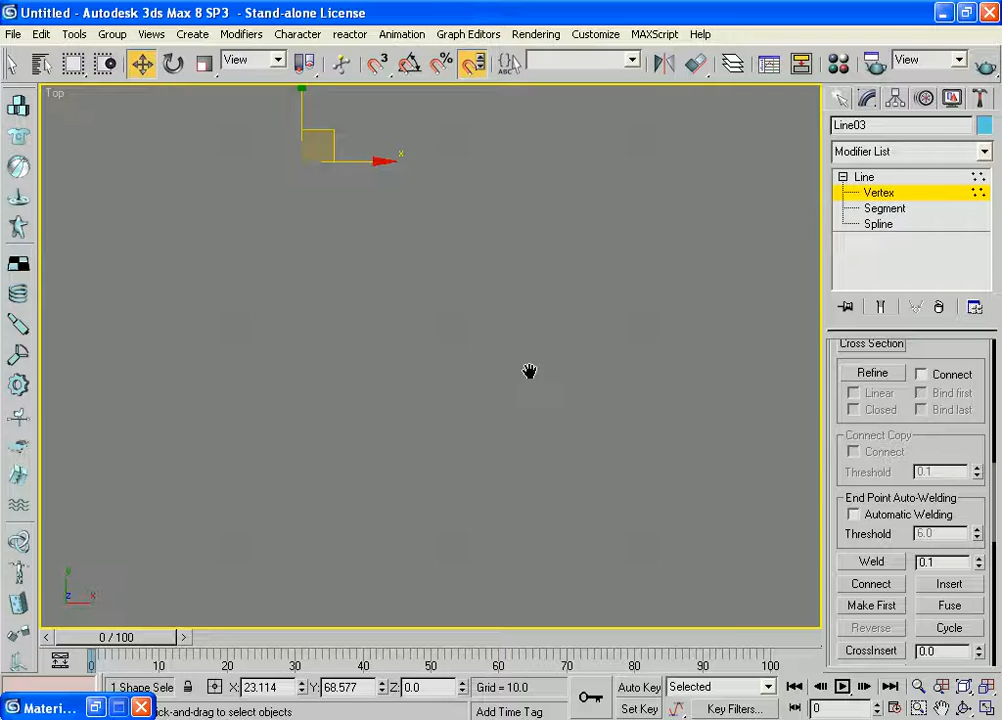 Untitled - Autodesk 3ds Max 8 SP3 - Stand-alone License
File Edit Tools Group Views Create Modifiers Character reactor Animation Graph Editors Rendering Customize MAXScript Help
View ABC View
Top
x
y
z x
Line03
Modifier List
Line
Vertex
Segment
Spline
Cross Section
Refine Connect
Linear Bind first
Closed Bind last
Connect Copy
Connect
Threshold 0.1
End Point Auto-Welding
Automatic Welding
Threshold 6.0
Weld 0.1
Connect Insert
Make First Fuse
Reverse Cycle
CrossInsert 0.0
0 / 100
0 10 20 30 40 50 60 70 80 90 100
1 Shape Sele X: 23.114 Y: 68.577 Z: 0.0 Grid = 10.0 Auto Key Selected
Materi... ick-and-drag to select objects Add Time Tag Set Key Key Filters... 0